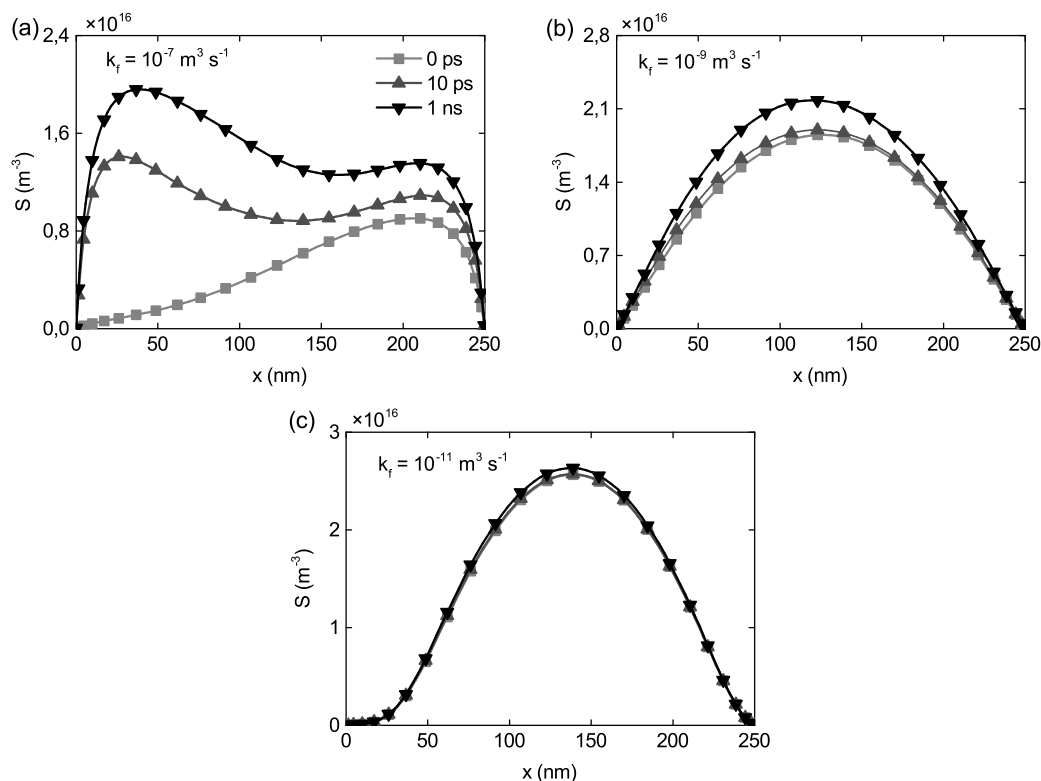 (a)
×10^16
2,4
1,6
0,8
0,0
S (m^-3)
k_f = 10^-7 m^3 s^-1
0 ps
10 ps
1 ns
0 50 100 150 200 250
x (nm)
(b)
×10^16
2,8
2,1
1,4
0,7
0,0
S (m^-3)
k_f = 10^-9 m^3 s^-1
0 50 100 150 200 250
x (nm)
(c)
×10^16
3
2
1
0
S (m^-3)
k_f = 10^-11 m^3 s^-1
0 50 100 150 200 250
x (nm)